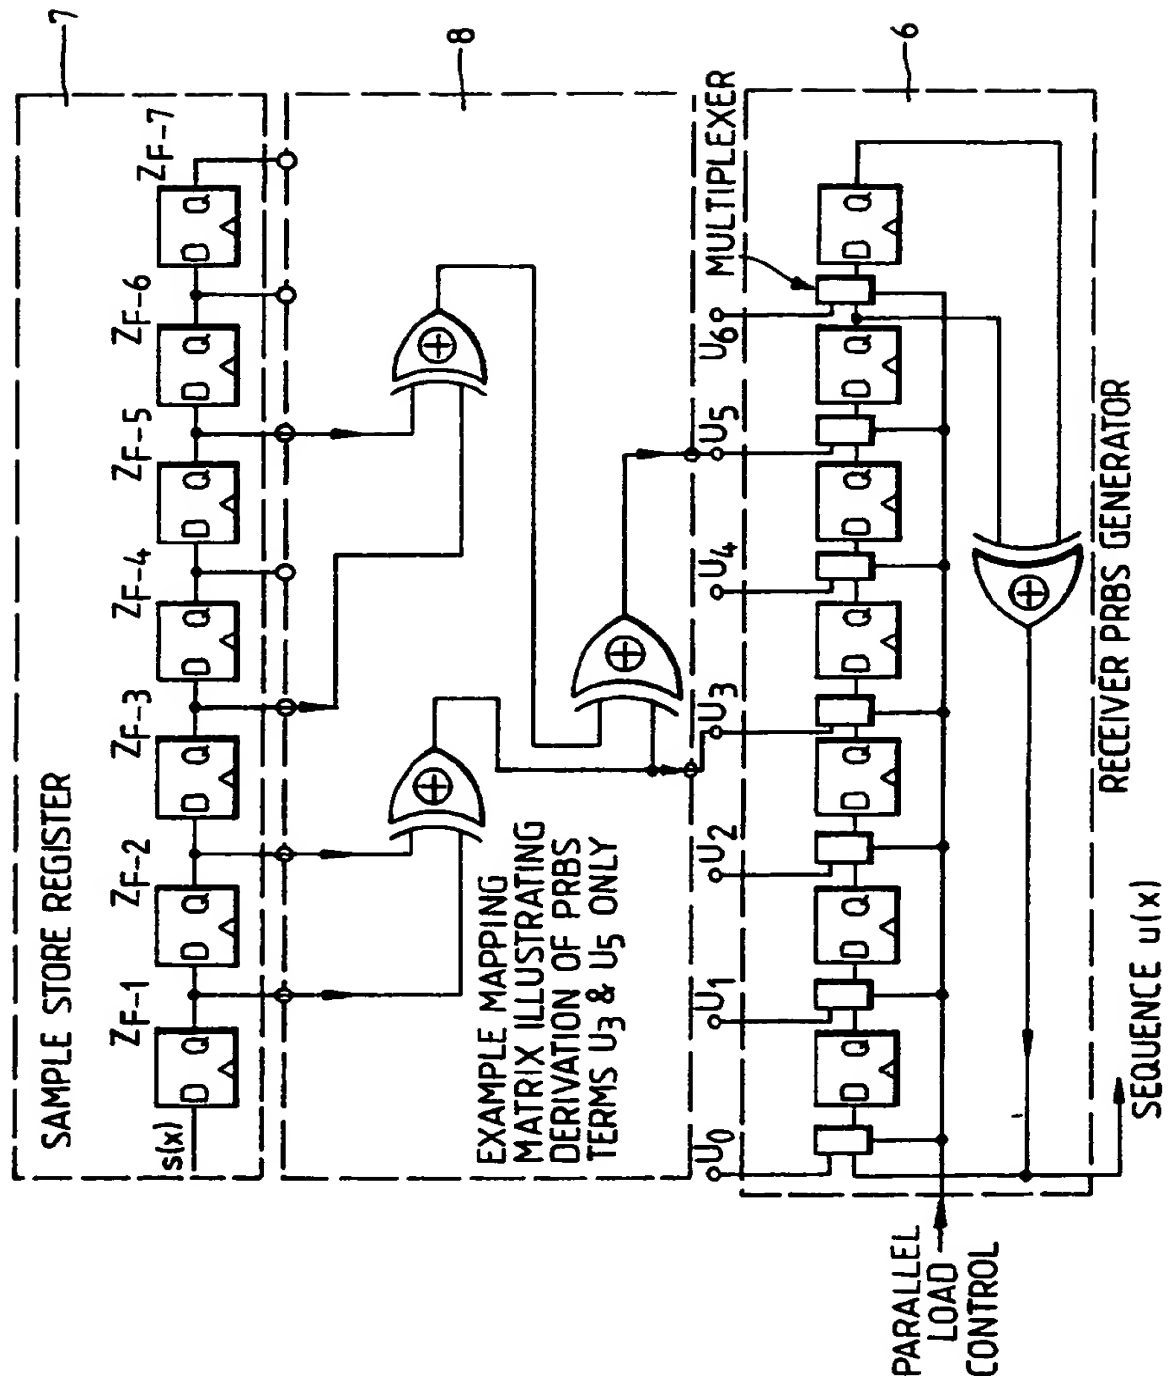 7
SAMPLE STORE REGISTER
s(x)
ZF-1
ZF-2
ZF-3
ZF-4
ZF-5
ZF-6
ZF-7
D Q
D Q
D Q
D Q
D Q
D Q
D Q
8
EXAMPLE MAPPING
MATRIX ILLUSTRATING
DERIVATION OF PRBS
TERMS U3 & U5 ONLY
U0
U1
U2
U3
U4
U5
U6
MULTIPLEXER
6
D Q
D Q
D Q
D Q
D Q
D Q
D Q
PARALLEL
LOAD
CONTROL
RECEIVER PRBS GENERATOR
SEQUENCE u(x)